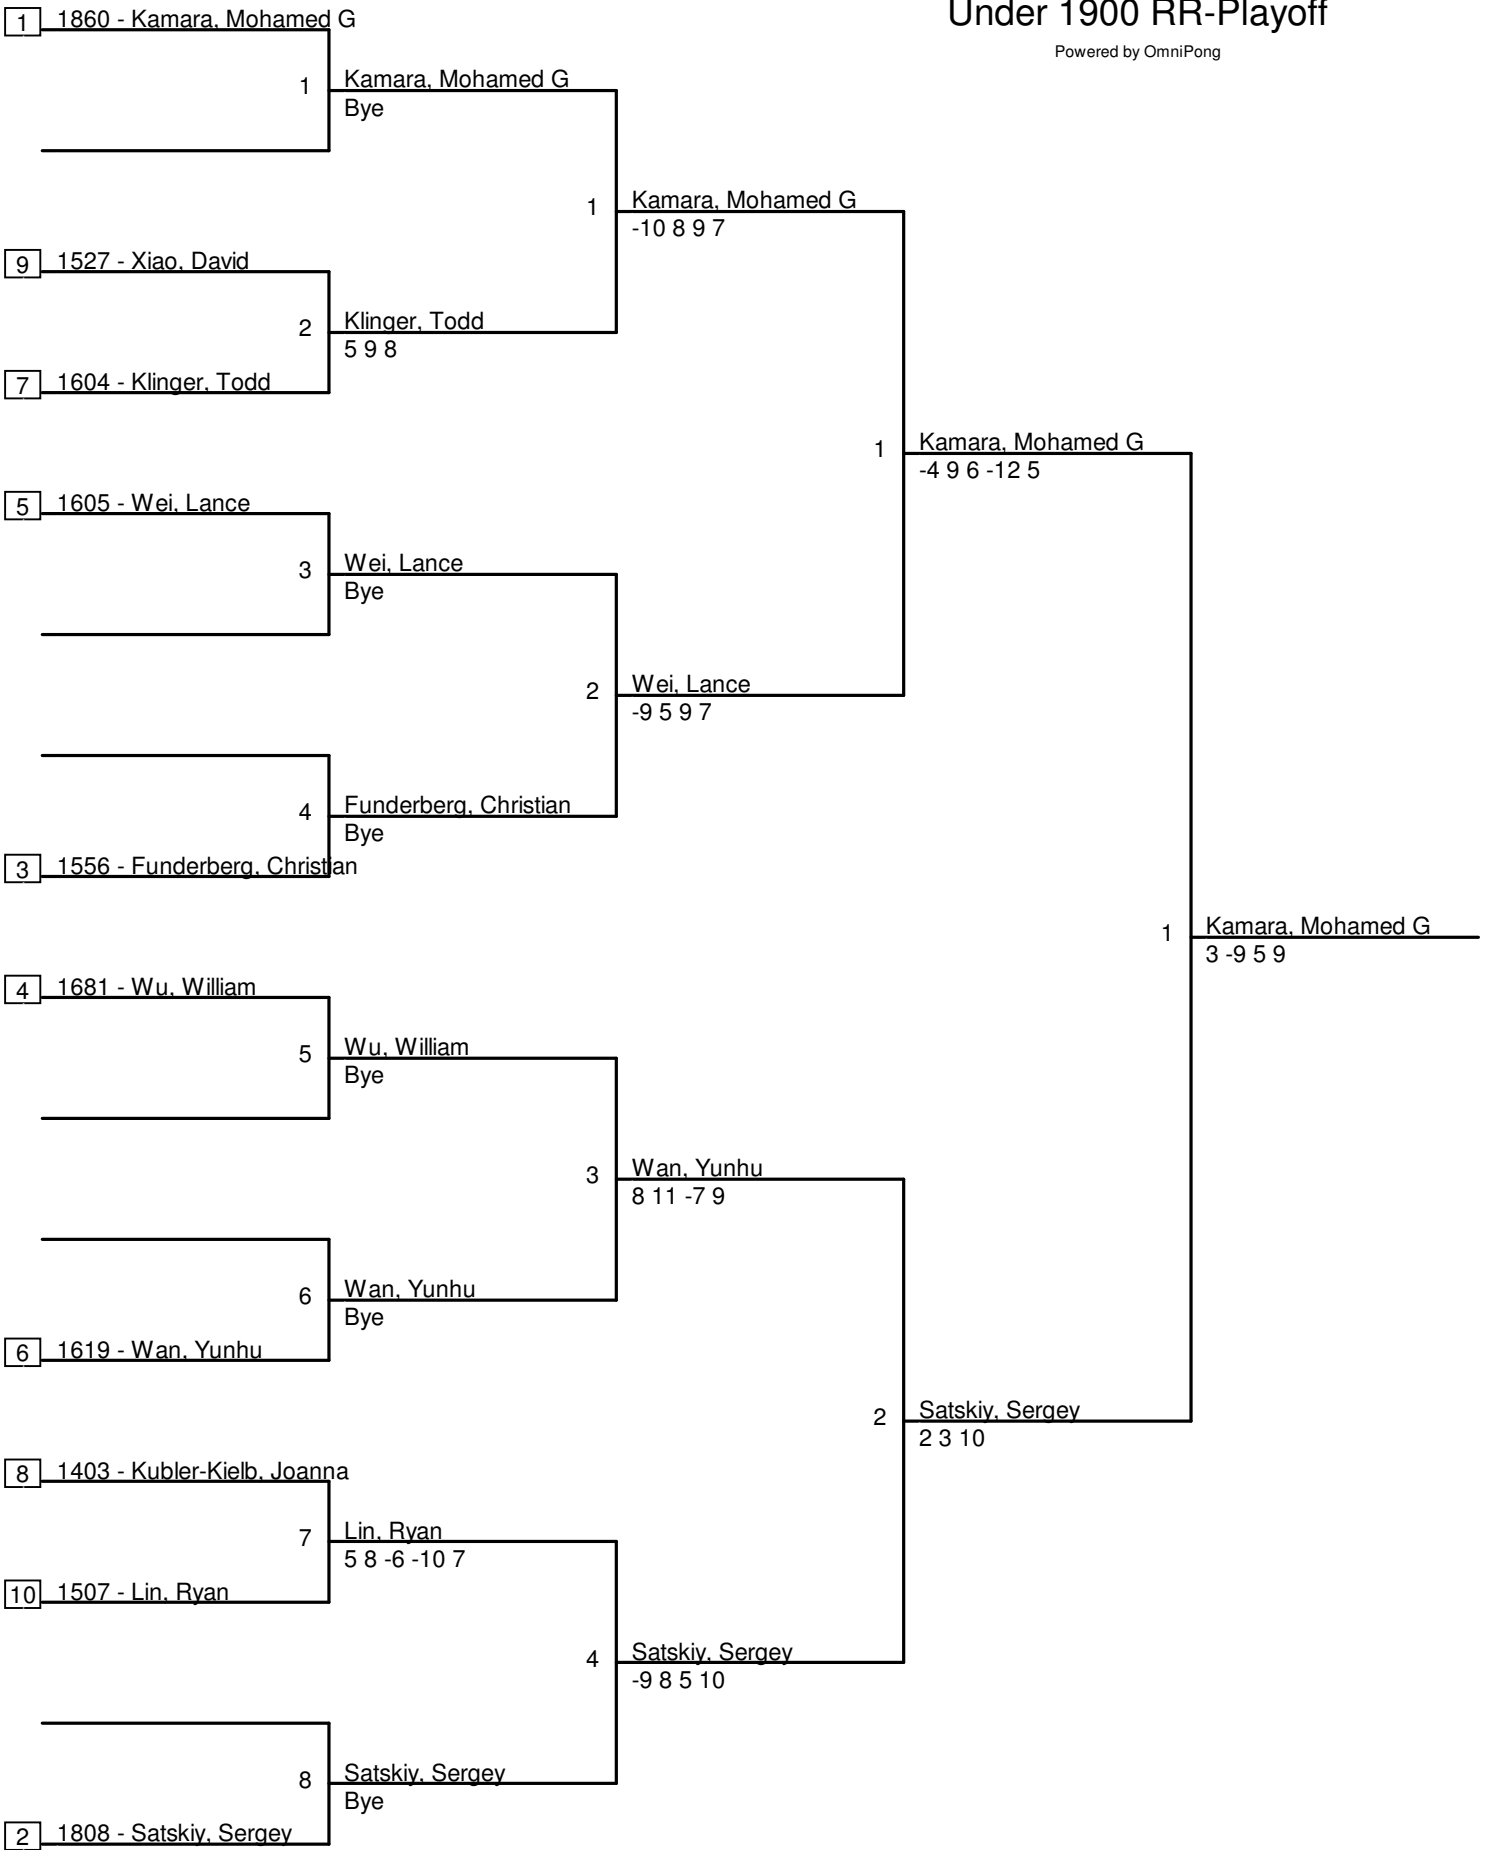 Under 1900 RR-Playoff
Powered by OmniPong
1 1860 - Kamara, Mohamed G
1 Kamara, Mohamed G
Bye
1 Kamara, Mohamed G
-10 8 9 7
9 1527 - Xiao, David
2 Klinger, Todd
5 9 8
7 1604 - Klinger, Todd
1 Kamara, Mohamed G
-4 9 6 -12 5
5 1605 - Wei, Lance
3 Wei, Lance
Bye
2 Wei, Lance
-9 5 9 7
4 Funderberg, Christian
Bye
3 1556 - Funderberg, Christian
1 Kamara, Mohamed G
3 -9 5 9
4 1681 - Wu, William
5 Wu, William
Bye
3 Wan, Yunhu
8 11 -7 9
6 Wan, Yunhu
Bye
6 1619 - Wan, Yunhu
2 Satskiy, Sergey
2 3 10
8 1403 - Kubler-Kielb, Joanna
7 Lin, Ryan
5 8 -6 -10 7
10 1507 - Lin, Ryan
4 Satskiy, Sergey
-9 8 5 10
8 Satskiy, Sergey
Bye
2 1808 - Satskiy, Sergey